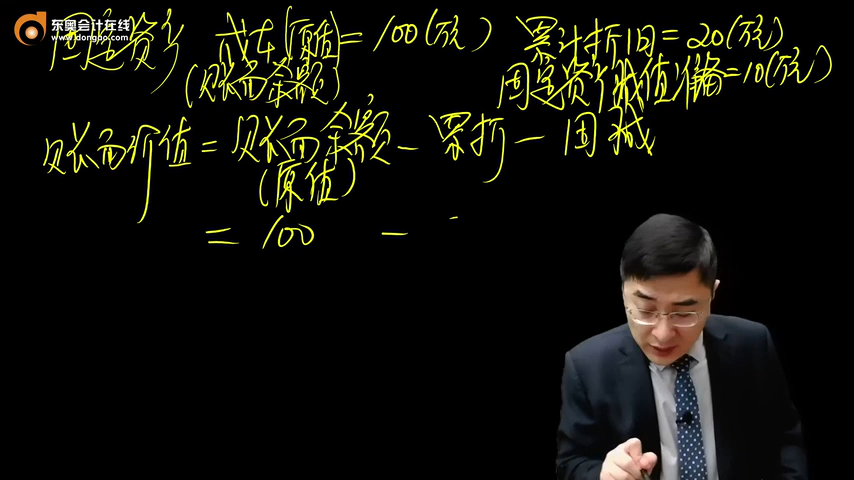 东奥会计在线
www.dongao.com
固定资产 成本(原值)=100(万元) 累计折旧=20(万元)
(账面余额) 固定资产减值准备=10(万元)
账面价值=账面余额-累折-固减
(原值)
= 100 -